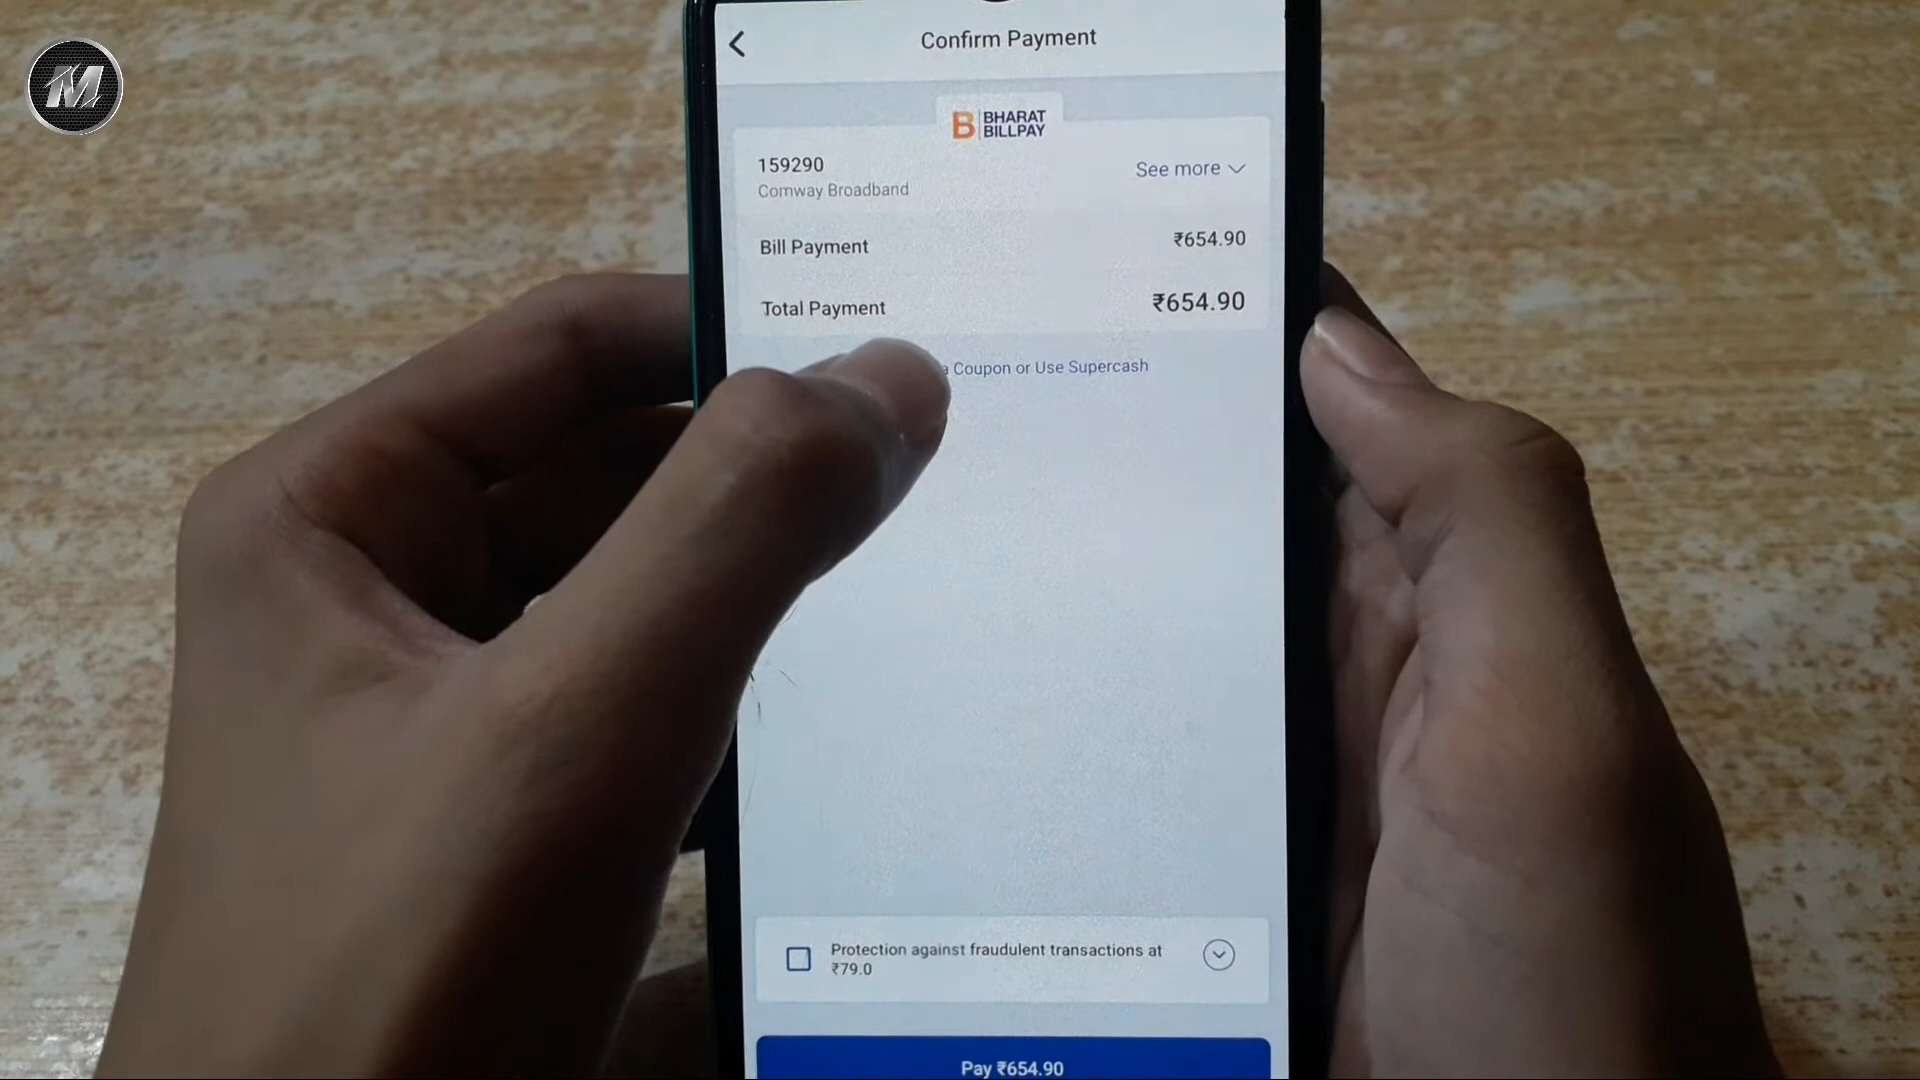 M
Confirm Payment
B BHARAT
BILLPAY
159290
See more
Comway Broadband
Bill Payment ₹654.90
Total Payment ₹654.90
a Coupon or Use Supercash
Protection against fraudulent transactions at
₹79.0
Pay ₹654.90